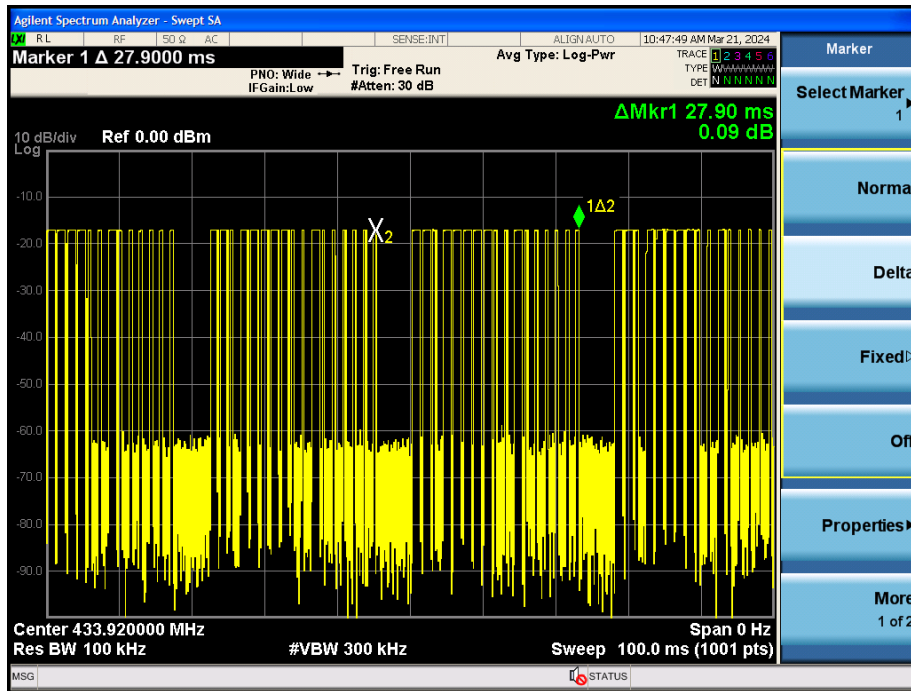 Agilent Spectrum Analyzer - Swept SA
LXI RL RF 50 Ω AC SENSE:INT ALIGN AUTO 10:47:49 AM Mar 21, 2024
Marker 1 Δ 27.9000 ms
PNO: Wide
IFGain:Low
Trig: Free Run
#Atten: 30 dB
Avg Type: Log-Pwr
TRACE 1 2 3 4 5 6
TYPE W
DET N N N N N N
ΔMkr1 27.90 ms
0.09 dB
10 dB/div Ref 0.00 dBm
Log
-10.0
-20.0
-30.0
-40.0
-50.0
-60.0
-70.0
-80.0
-90.0
X2
1Δ2
Center 433.920000 MHz Span 0 Hz
Res BW 100 kHz #VBW 300 kHz Sweep 100.0 ms (1001 pts)
MSG STATUS
Marker
Select Marker
1
Norma
Delta
Fixed
Of
Properties
More
1 of 2